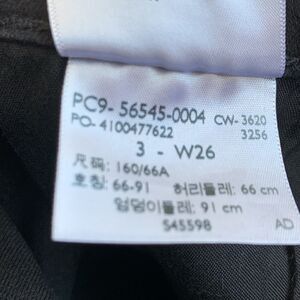 PC9- 56545-0004 CW- 3620
PO- 4100477622 3256
3 - W26
尺码: 160/66A
호칭: 66-91 허리둘레: 66 cm
엉덩이둘레: 91 cm
S45598 AD